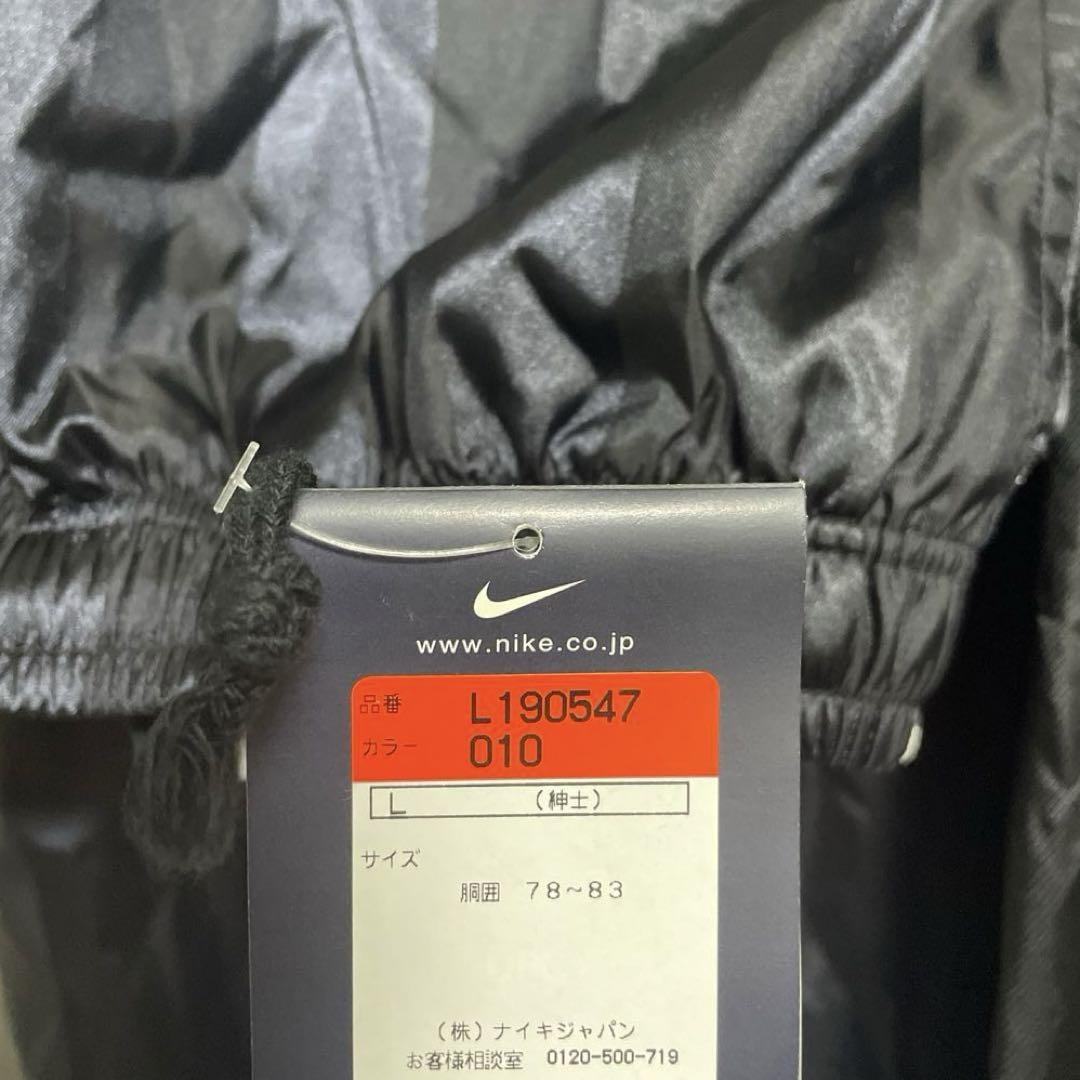 www.nike.co.jp
品番 L190547
カラー 010
L (紳士)
サイズ
胴囲 78~83
(株)ナイキジャパン
お客様相談室 0120-500-719